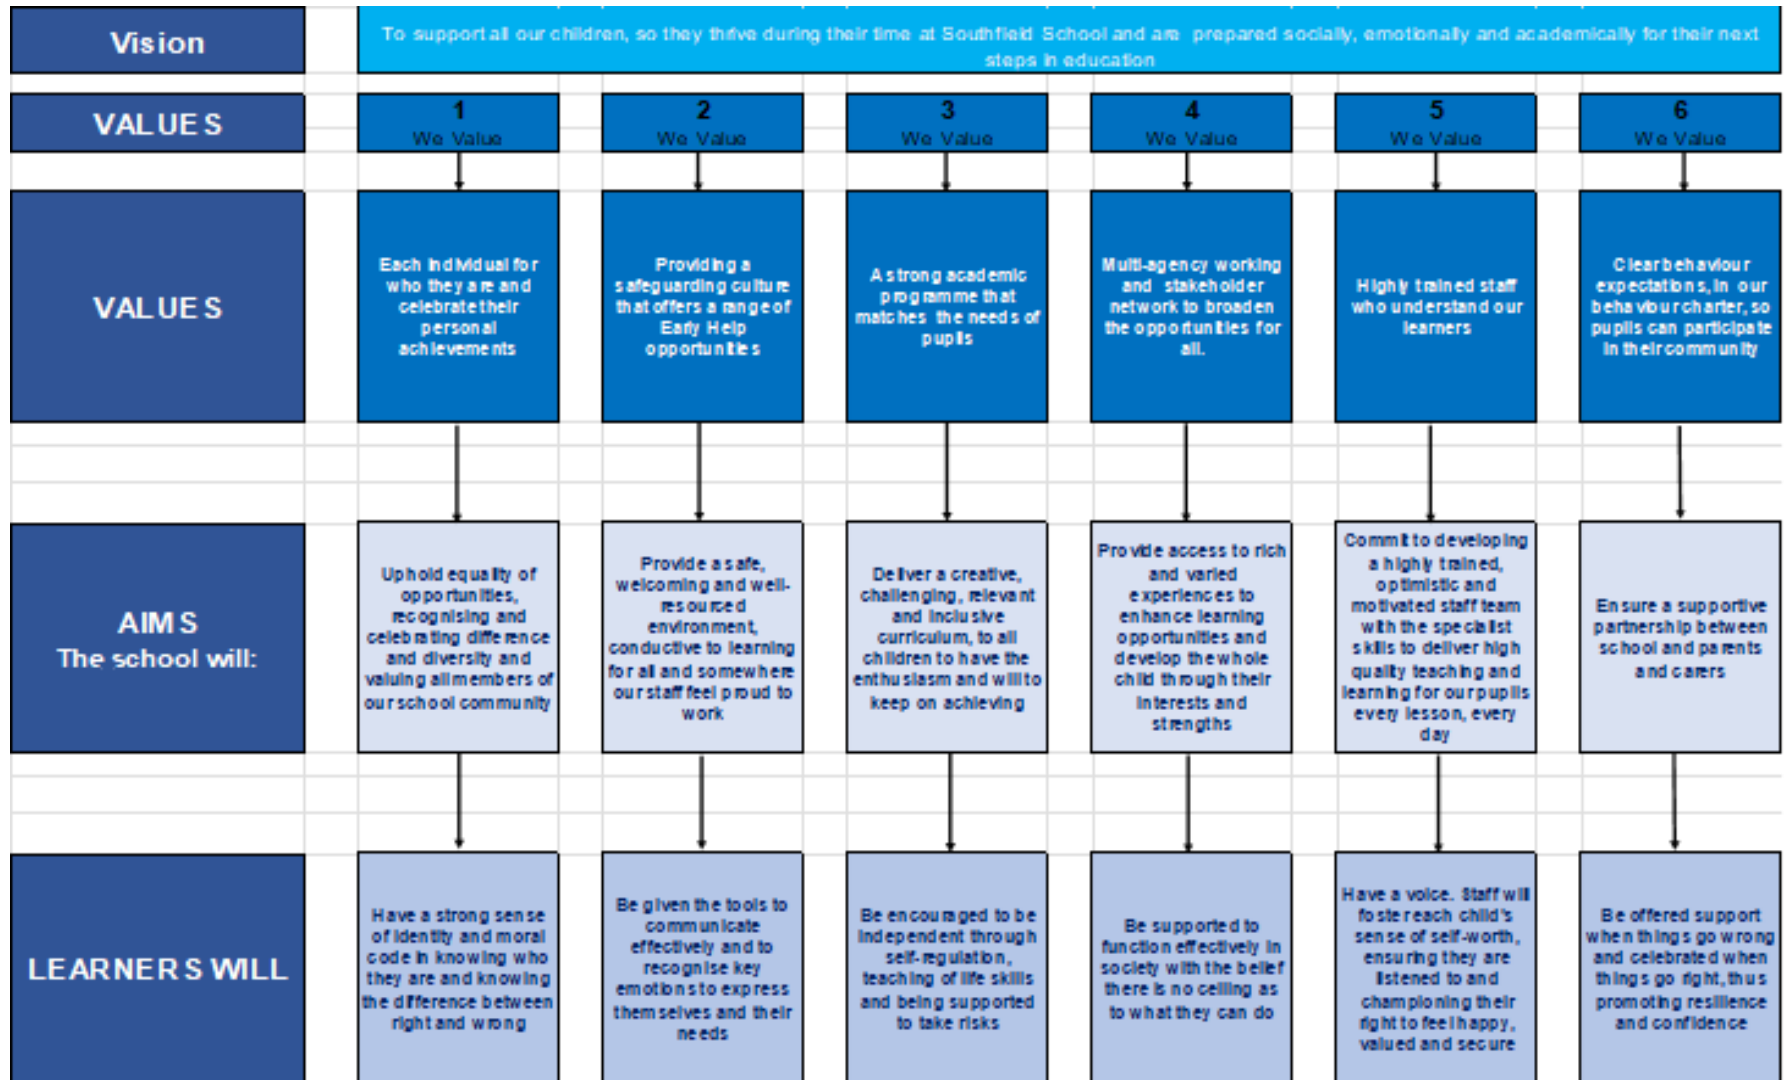 Vision
To support all our children, so they thrive during their time at Southfield School and are prepared socially, emotionally and academically for their next
steps in education
VALUES
1
We Value
2
We Value
3
We Value
4
We Value
5
We Value
6
We Value
VALUES
Each individual for
who they are and
celebrate their
personal
achievements
Providing a
safeguarding culture
that offers a range of
Early Help
opportunities
A strong academic
programme that
matches the needs of
pupils
Multi-agency working
and stakeholder
network to broaden
the opportunities for
all.
Highly trained staff
who understand our
learners
Clear behaviour
expectations, in our
behaviour charter, so
pupils can participate
in their community
AIMS
The school will:
Uphold equality of
opportunities,
recognising and
celebrating difference
and diversity and
valuing all members of
our school community
Provide a safe,
welcoming and well-
resourced
environment,
conductive to learning
for all and somewhere
our staff feel proud to
work
Deliver a creative,
challenging, relevant
and inclusive
curriculum, to all
children to have the
enthusiasm and will to
keep on achieving
Provide access to rich
and varied
experiences to
enhance learning
opportunities and
develop the whole
child through their
interests and
strengths
Commit to developing
a highly trained,
optimistic and
motivated staff team
with the specialist
skills to deliver high
quality teaching and
learning for our pupils
every lesson, every
day
Ensure a supportive
partnership between
school and parents
and carers
LEARNERS WILL
Have a strong sense
of identity and moral
code in knowing who
they are and knowing
the difference between
right and wrong
Be given the tools to
communicate
effectively and to
recognise key
emotions to express
themselves and their
needs
Be encouraged to be
independent through
self-regulation,
teaching of life skills
and being supported
to take risks
Be supported to
function effectively in
society with the belief
there is no ceiling as
to what they can do
Have a voice. Staff will
foster each child's
sense of self-worth,
ensuring they are
listened to and
championing their
right to feel happy,
valued and secure
Be offered support
when things go wrong
and celebrated when
things go right, thus
promoting resilience
and confidence